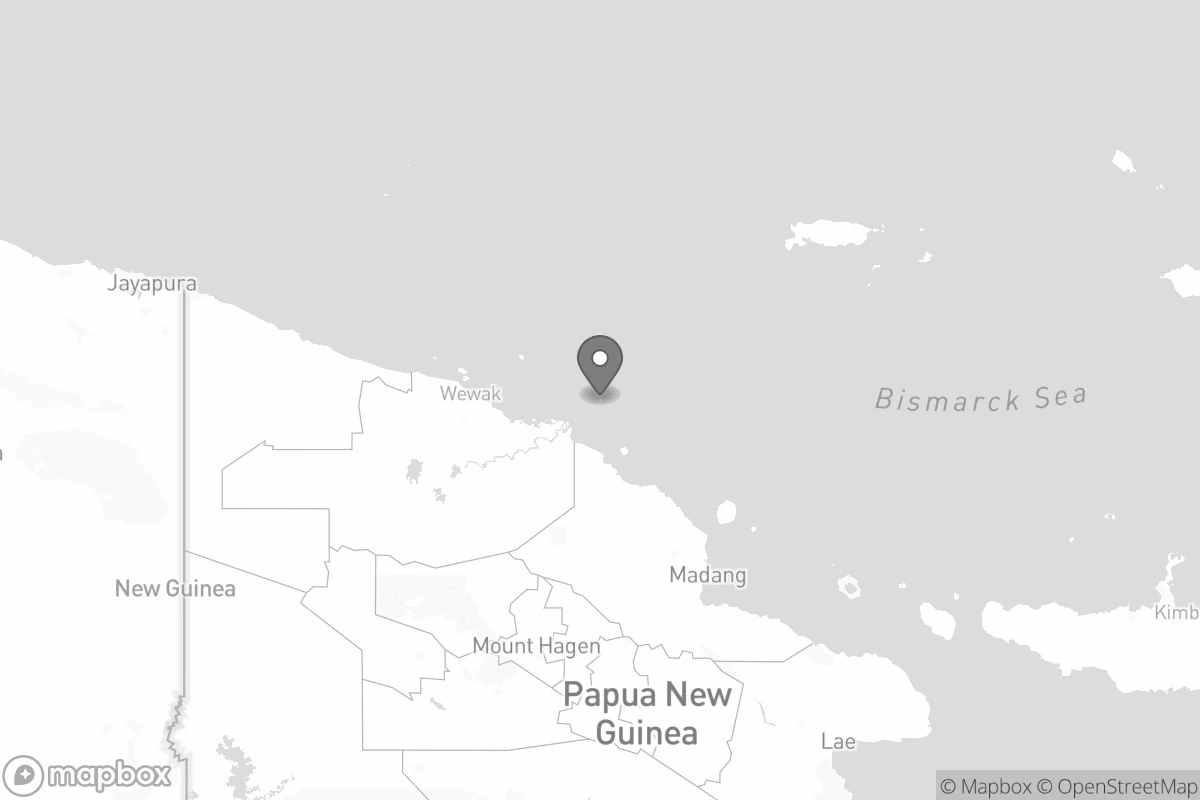 Jayapura
Wewak
Bismarck Sea
New Guinea
Madang
Kimb
Mount Hagen
Papua New
Guinea
Lae
mapbox
© Mapbox © OpenStreetMap